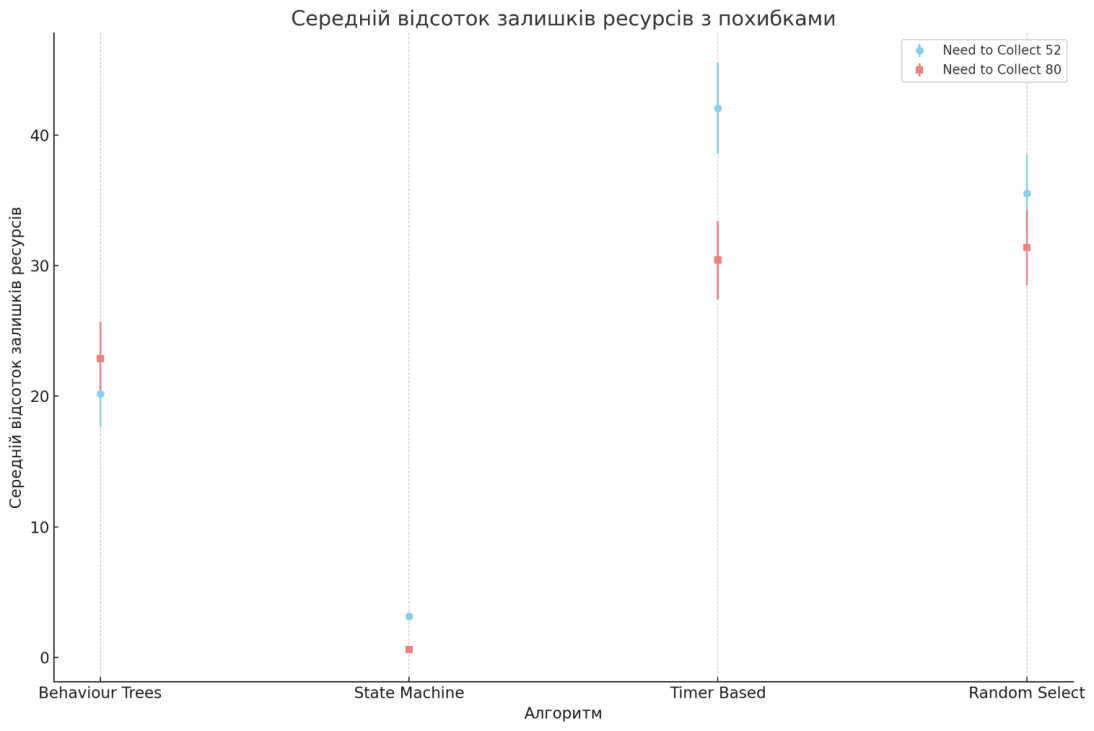 Середній відсоток залишків ресурсів з похибками
Need to Collect 52
Need to Collect 80
Середній відсоток залишків ресурсів
40
30
20
10
0
Behaviour Trees
State Machine
Timer Based
Random Select
Алгоритм